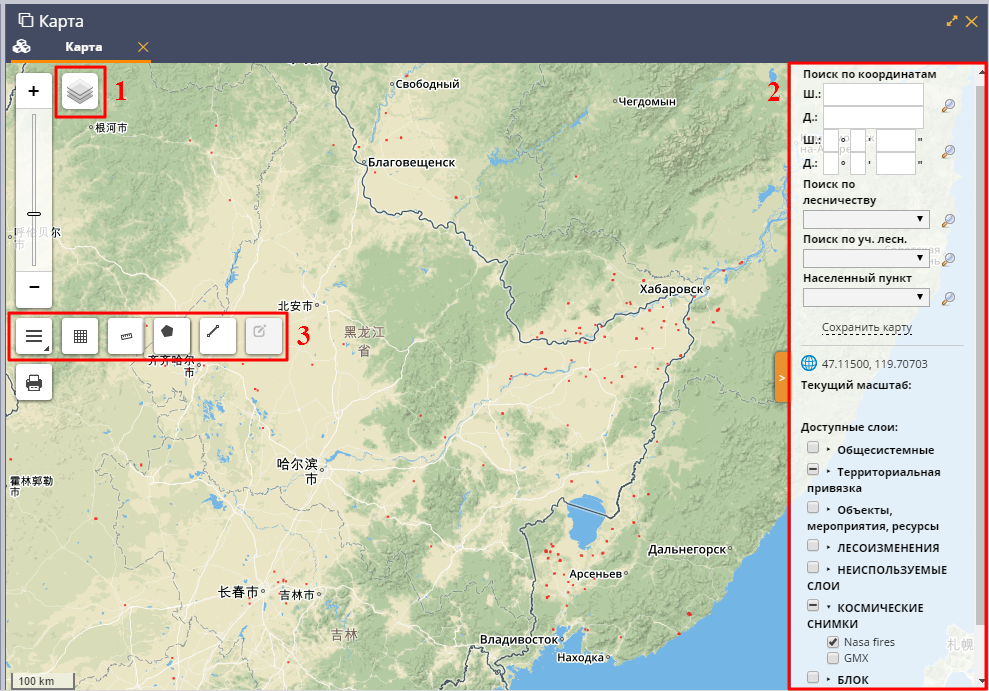 Карта
Карта
+
−
1
2
3
Свободный
Чегдомын
根河市
Благовещенск
北安市
黑龙江
省
Хабаровск
齐齐哈尔
市
哈尔滨
市
霍林郭勒
市
Дальнегорск
Арсеньев
长春市
吉林市
吉林
Владивосток
Находка
札幌
100 km
>
Поиск по координатам
Ш.:
Д.:
Ш.: ° ' "
Д.: ° ' "
Поиск по
лесничеству
Поиск по уч. лесн.
Населенный пункт
Сохранить карту
47.11500, 119.70703
Текущий масштаб:
Доступные слои:
Общесистемные
Территориальная
привязка
Объекты,
мероприятия, ресурсы
ЛЕСОИЗМЕНЕНИЯ
НЕИСПОЛЬЗУЕМЫЕ
СЛОИ
КОСМИЧЕСКИЕ
СНИМКИ
Nasa fires
GMX
БЛОК